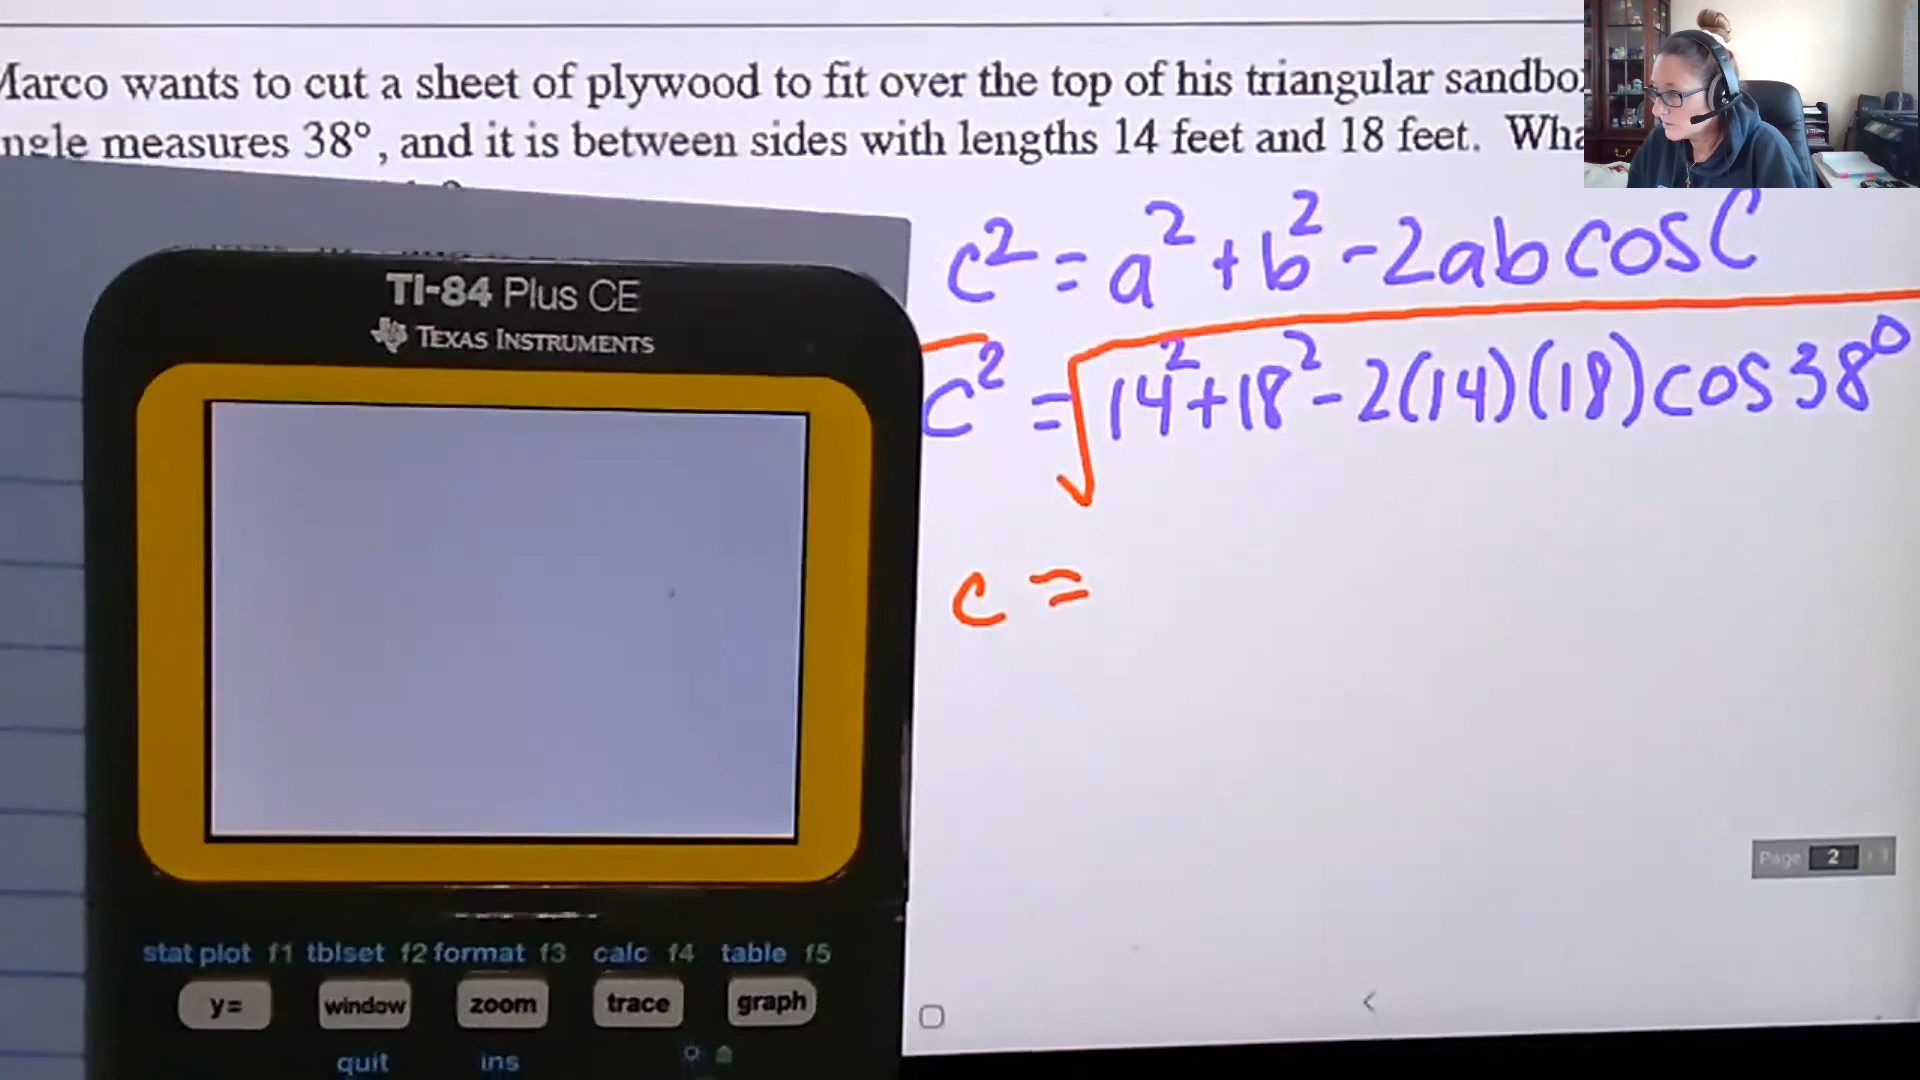 Marco wants to cut a sheet of plywood to fit over the top of his triangular
measures 38°, and it is between sides with lengths 14 feet and 18 feet.
c² = a² + b² - 2ab cos C
c² = √14² + 18² - 2(14)(18) cos 38°
c =
TI-84 Plus CE
TEXAS INSTRUMENTS
stat plot f1 tblset f2 format f3 calc f4 table f5
y= window zoom trace graph
quit ins
Page 2